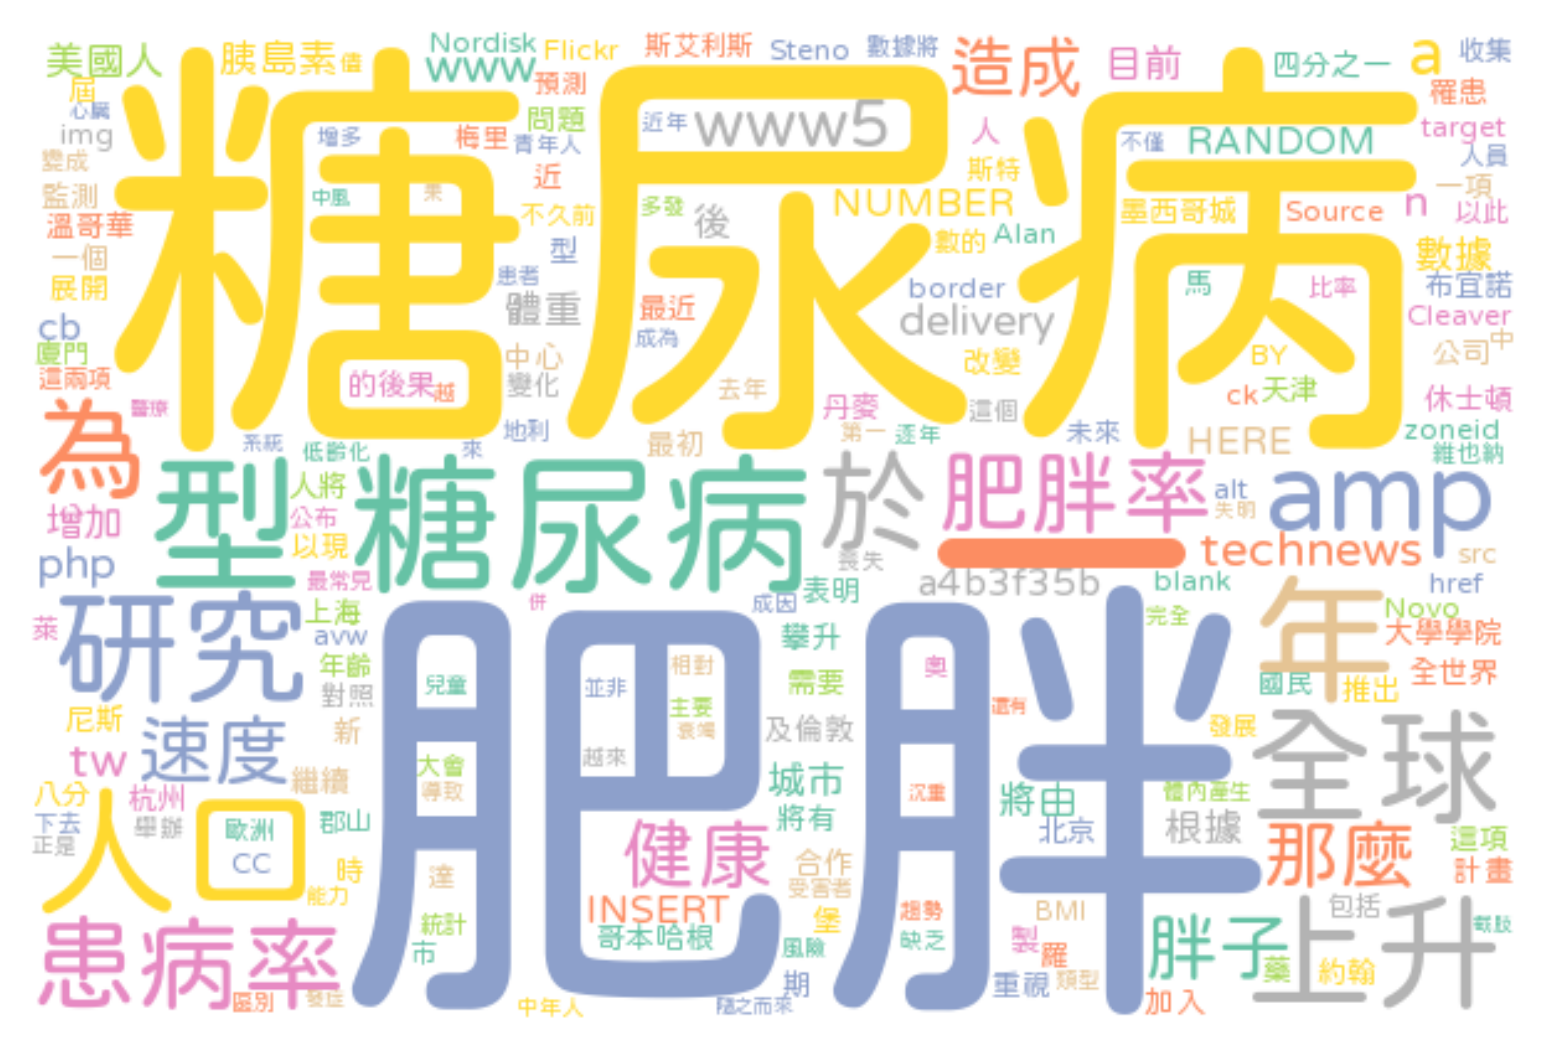 美國人 胰島素 儘 Nordisk Flickr 斯艾利斯 Steno 數據將 造成 目前 四分之一 a 收集
屆 www 預測 羅患
心臟 糖尿病
img 增多 梅里 問題 青年人 近年 www5 人 不僅 RANDOM target 人員
變成 中風 果 近 斯特 一項
監測 不久前 多發 後 NUMBER 墨西哥城 Source n 以此
溫哥華 型 數的 Alan 數據
一個 患者 馬 比率 布宜諾
展開 體重 最近 border delivery Cleaver
cb 成為 中
廈門 中心 改變 BY 公司
這兩項 的後果 越 變化 去年 ck 天津
為 醫療 丹麥 這個 休士頓
系統 低齡化 來 地利 最初 第一 逐年 未來 HERE zoneid
維也納
型糖尿病 於 肥胖率 alt amp
人將 失明
增加 公布 一
php 以現 喪失 technews src
最常見 表明 a4b3f35b blank href
研究 上海 併 成因 完全 年 Novo
萊 avw 肥胖 攀升 大學學院
年齡 兒童 相對 奧 全世界
對照 並非 需要 國民 推出
尼斯 速度 新 主要 還有 發展 全球
衰竭 及倫敦
tw 大會 越來 城市
繼續 導致 沉重 體內產生
八分 杭州 將由
下去 人口 歐洲 郡山 將有 北京 根據 那麼 這項
正是 舉辦 CC 健康
時 達 合作 計畫
能力 受害者
患病率 統計 INSERT 堡 趨勢 BMI 包括 上升
市 哥本哈根 風險 缺乏 製 胖子
羅 藥 約翰
區別 發症 中年人 隨之而來 期 重視 類型 加入